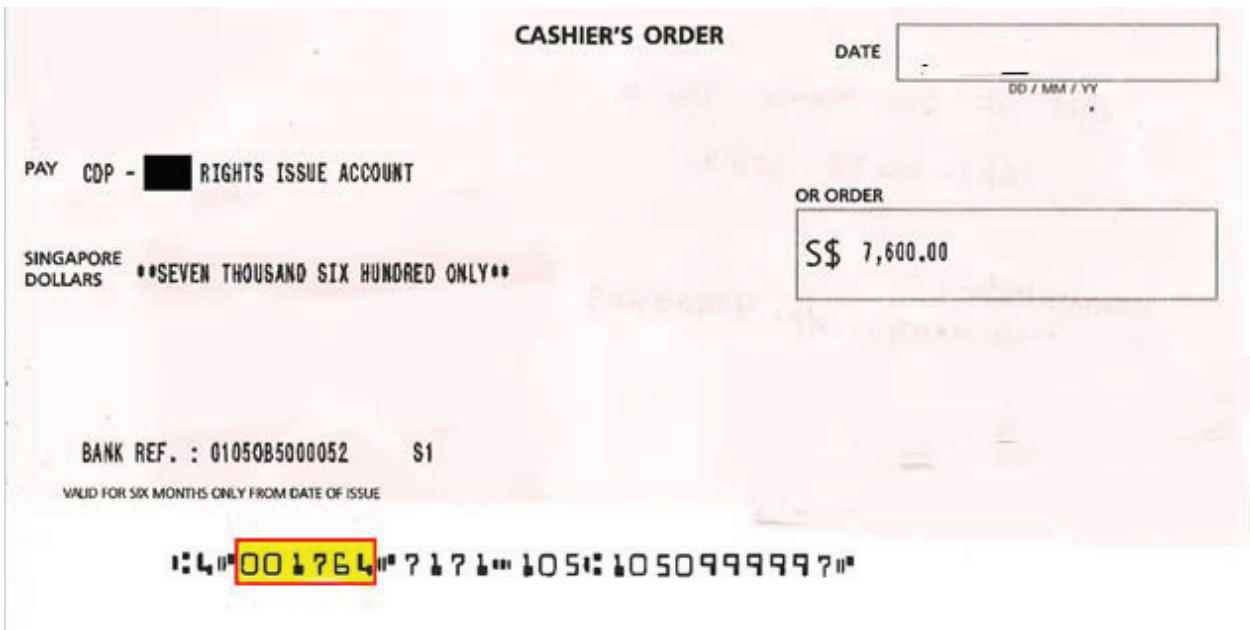 CASHIER'S ORDER
DATE
DD / MM / YY
PAY CDP - RIGHTS ISSUE ACCOUNT
OR ORDER
SINGAPORE DOLLARS **SEVEN THOUSAND SIX HUNDRED ONLY**
S$ 7,600.00
BANK REF. : 0105OB5000052 S1
VALID FOR SIX MONTHS ONLY FROM DATE OF ISSUE
⑆4⑈001764⑈7171⑉105⑆1050999997⑈